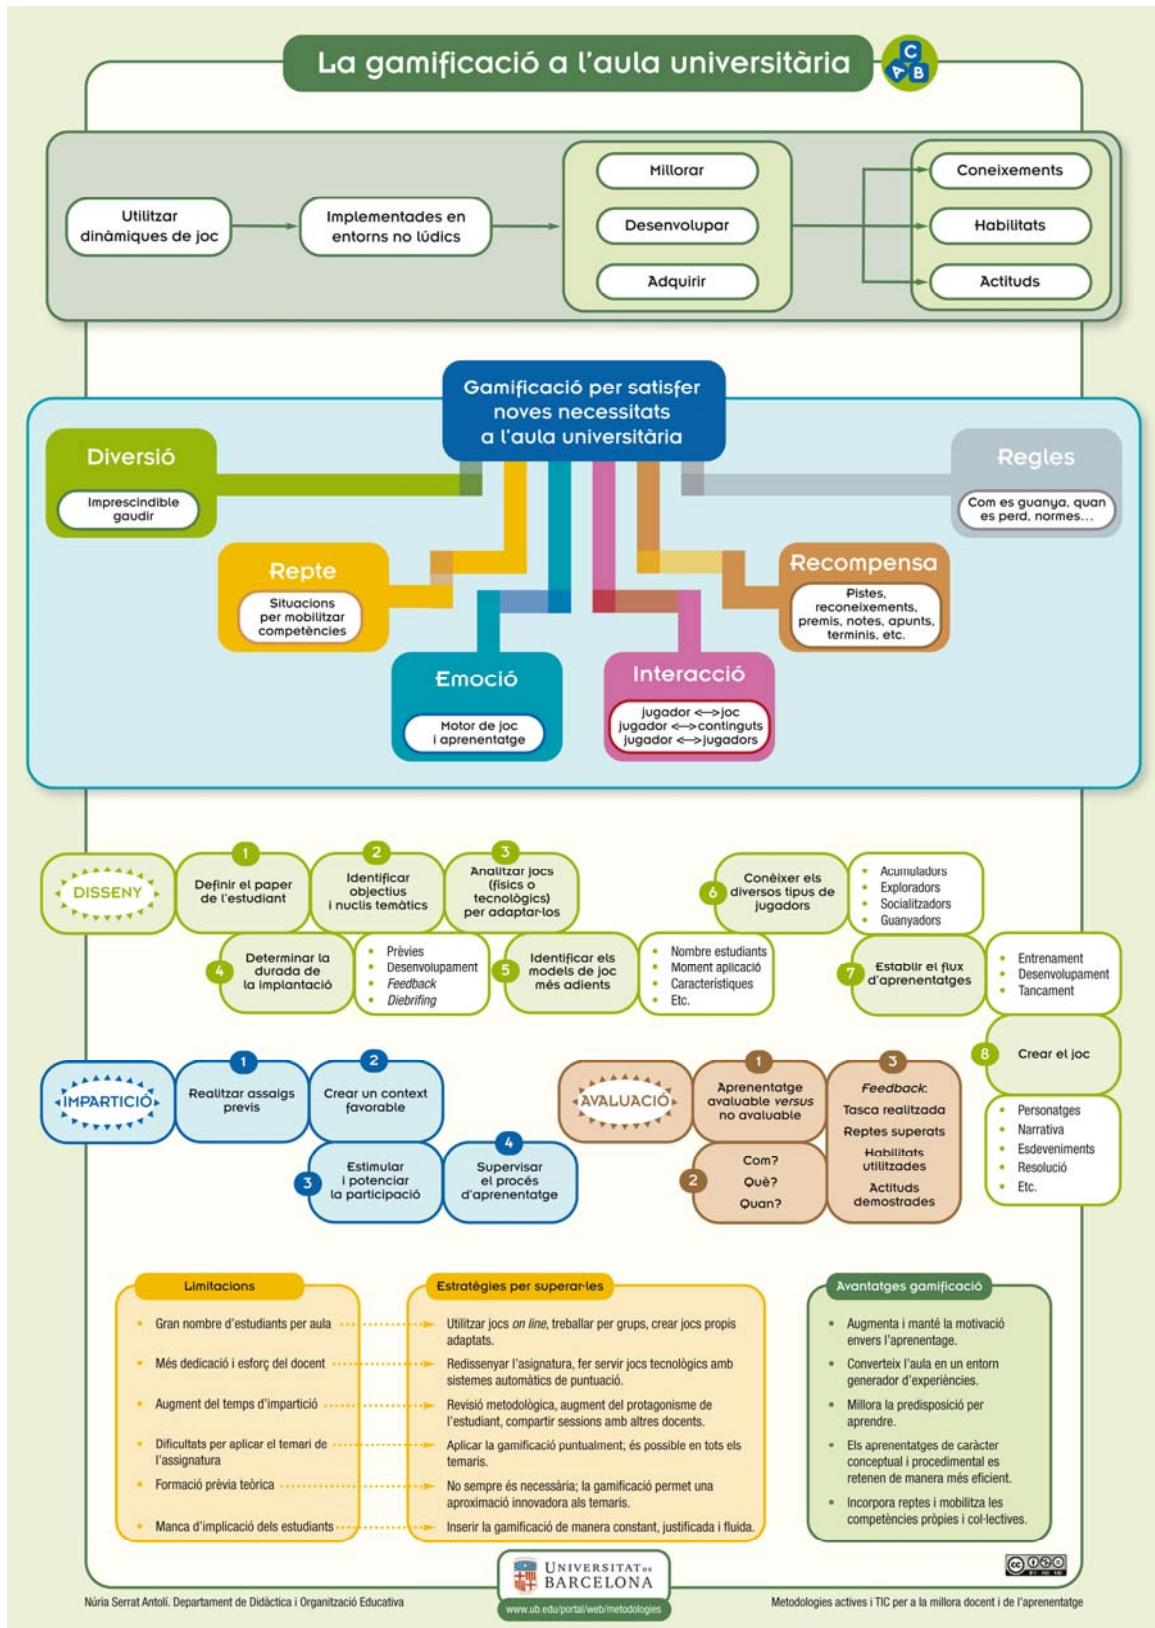 La gamificació a l'aula universitària
C
A B
Utilitzar
dinàmiques de joc
Implementades en
entorns no lúdics
Millorar
Desenvolupar
Adquirir
Coneixements
Habilitats
Actituds
Gamificació per satisfer
noves necessitats
a l'aula universitària
Diversió
Imprescindible
gaudir
Regles
Com es guanya, quan
es perd, normes...
Repte
Situacions
per mobilitzar
competències
Recompensa
Pistes,
reconeixements,
premis, notes, apunts,
terminis, etc.
Emoció
Motor de joc
i aprenentatge
Interacció
jugador <—>joc
jugador <—>continguts
jugador <—>jugadors
DISSENY
1
Definir el paper
de l'estudiant
2
Identificar
objectius
i nuclis temàtics
3
Analitzar jocs
(físics o
tecnològics)
per adaptar-los
4
Determinar la
durada de
la implantació
• Prèvies
• Desenvolupament
• Feedback
• Diebrifing
5
Identificar els
models de joc
més adients
• Nombre estudiants
• Moment aplicació
• Característiques
• Etc.
6
Conèixer els
diversos tipus de
jugadors
• Acumuladors
• Exploradors
• Socialitzadors
• Guanyadors
7
Establir el flux
d'aprenentatges
• Entrenament
• Desenvolupament
• Tancament
8
Crear el joc
• Personatges
• Narrativa
• Esdeveniments
• Resolució
• Etc.
IMPARTICIÓ
1
Realitzar assaigs
previs
2
Crear un context
favorable
3
Estimular
i potenciar
la participació
4
Supervisar
el procés
d'aprenentatge
AVALUACIÓ
1
Aprenentatge
avaluable versus
no avaluable
2
Com?
Què?
Quan?
3
Feedback:
Tasca realitzada
Reptes superats
Habilitats
utilitzades
Actituds
demostrades
Limitacions
• Gran nombre d'estudiants per aula
• Més dedicació i esforç del docent
• Augment del temps d'impartició
• Dificultats per aplicar el temari de
l'assignatura
• Formació prèvia teòrica
• Manca d'implicació dels estudiants
Estratègies per superar-les
Utilitzar jocs on line, treballar per grups, crear jocs propis
adaptats.
Redissenyar l'asignatura, fer servir jocs tecnològics amb
sistemes automàtics de puntuació.
Revisió metodològica, augment del protagonisme de
l'estudiant, compartir sessions amb altres docents.
Aplicar la gamificació puntualment; és possible en tots els
temaris.
No sempre és necessària; la gamificació permet una
aproximació innovadora als temaris.
Inserir la gamificació de manera constant, justificada i fluida.
Avantatges gamificació
• Augmenta i manté la motivació
envers l'aprenentage.
• Converteix l'aula en un entorn
generador d'experiències.
• Millora la predisposició per
aprendre.
• Els aprenentatges de caràcter
conceptual i procedimental es
retenen de manera més eficient.
• Incorpora reptes i mobilitza les
competències pròpies i col·lectives.
UNIVERSITAT DE
BARCELONA
www.ub.edu/portal/web/metodologies
cc
BY NC ND
Núria Serrat Antolí. Departament de Didàctica i Organització Educativa
Metodologies actives i TIC per a la millora docent i de l'aprenentatge